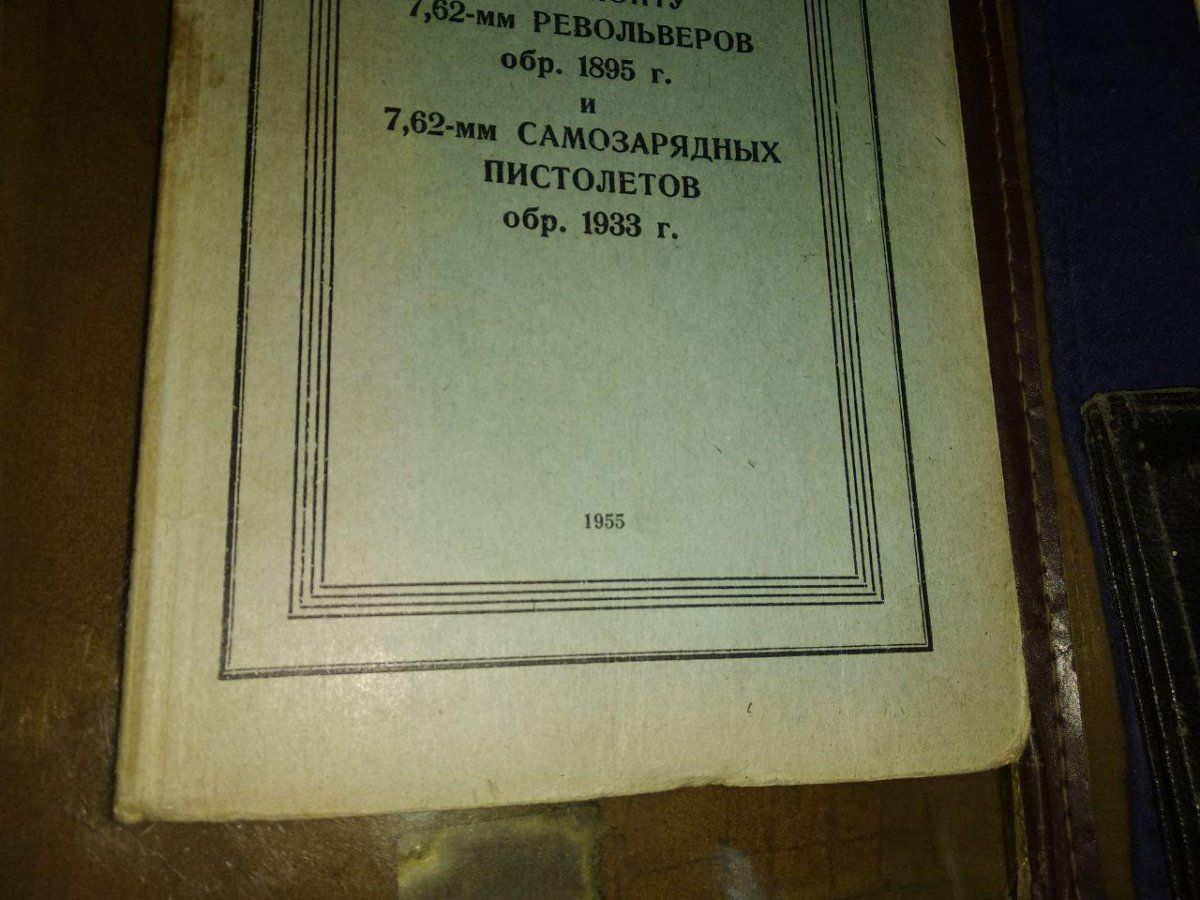 7,62-мм РЕВОЛЬВЕРОВ
обр. 1895 г.
и
7,62-мм САМОЗАРЯДНЫХ
ПИСТОЛЕТОВ
обр. 1933 г.
1955